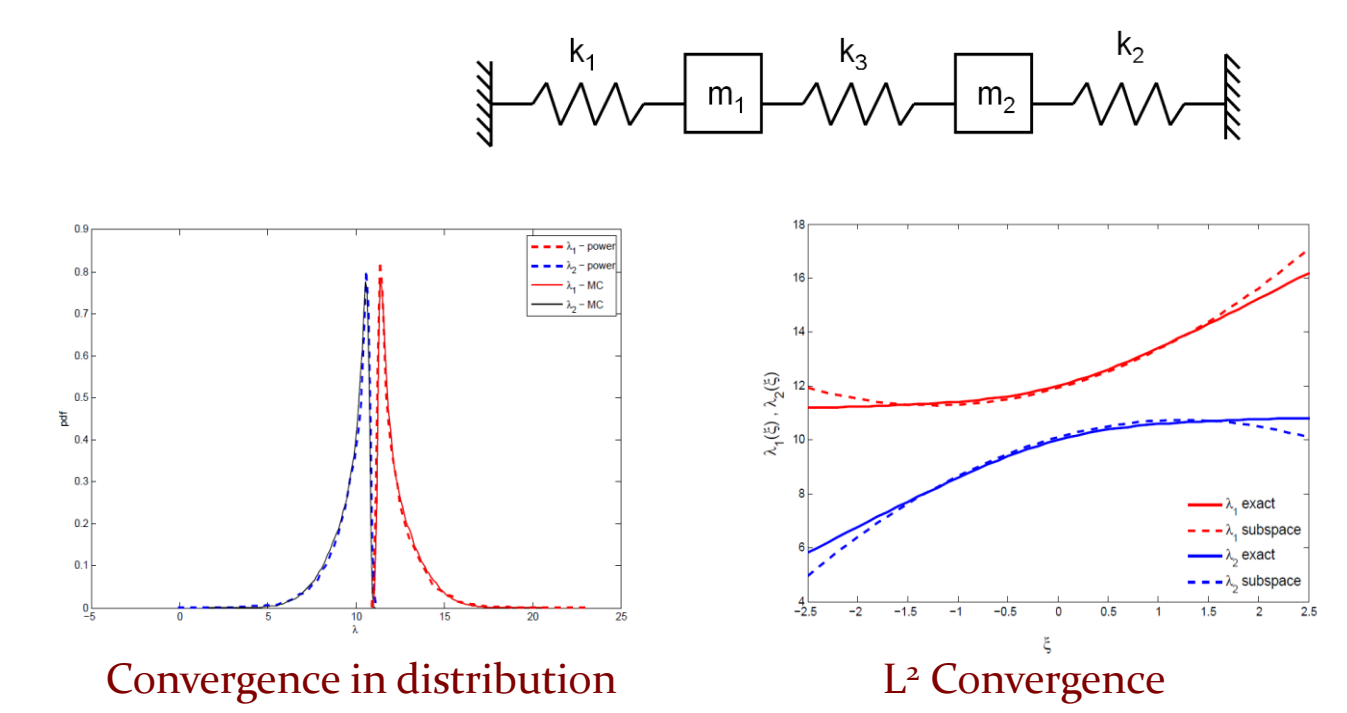 k₁ k₃ k₂
m₁ m₂
0.9
0.8
0.7
0.6
0.5
0.4
0.3
0.2
0.1
0
pdf
−5 0 5 10 15 20 25
λ
λ₁ − power
λ₂ − power
λ₁ − MC
λ₂ − MC
Convergence in distribution
18
16
14
12
10
8
6
4
λ₁(ξ) , λ₂(ξ)
−2.5 −2 −1.5 −1 −0.5 0 0.5 1 1.5 2 2.5
ξ
λ₁ exact
λ₁ subspace
λ₂ exact
λ₂ subspace
L² Convergence